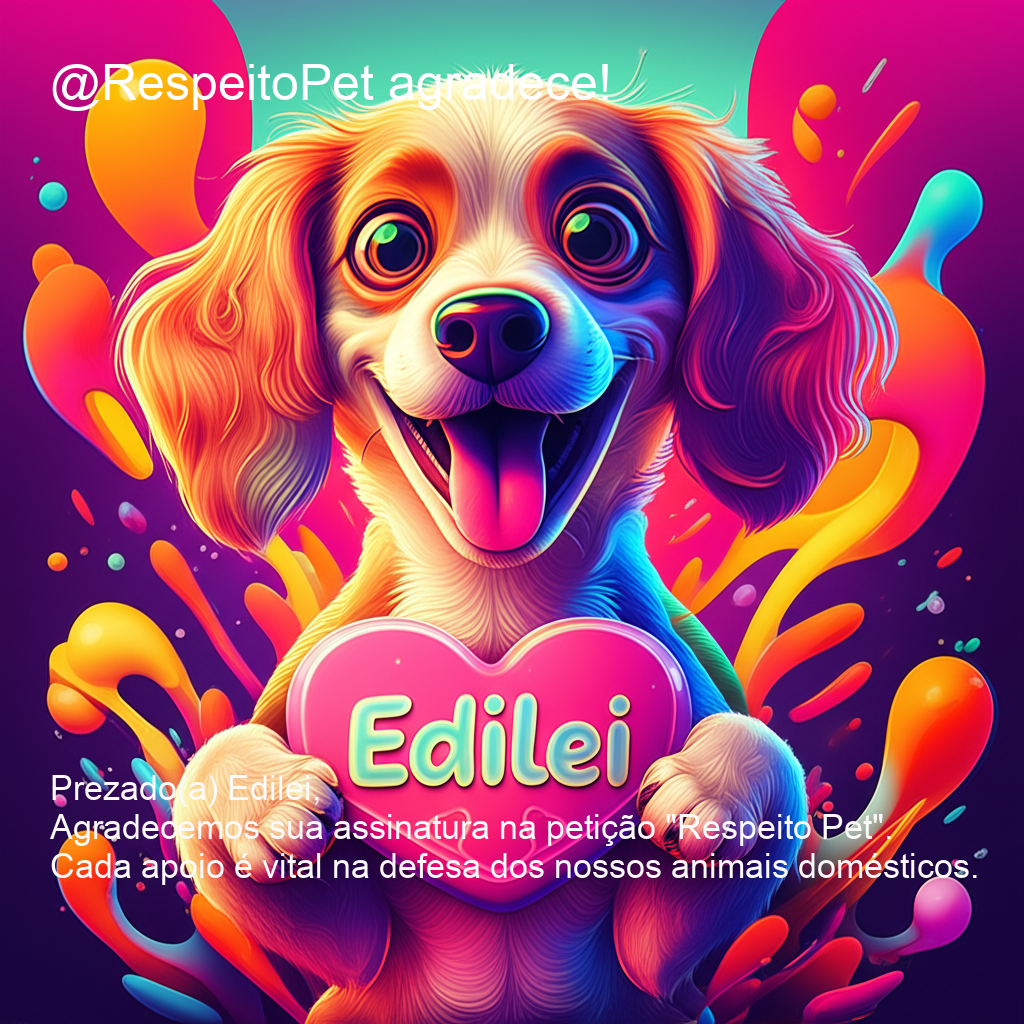 @RespeitoPet agradece!
Edilei
Prezado(a) Edilei,
Agradecemos sua assinatura na petição "Respeito Pet".
Cada apoio é vital na defesa dos nossos animais domésticos.